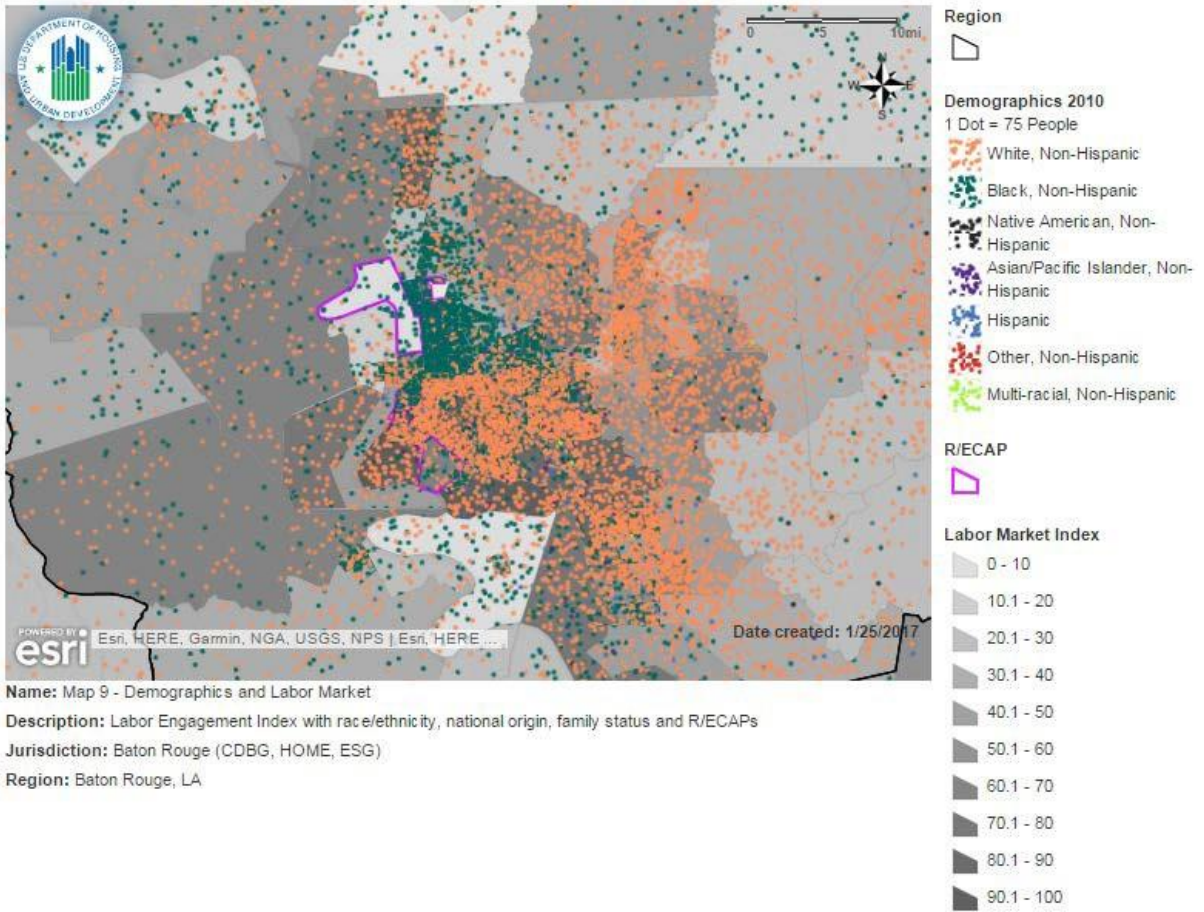 US DEPARTMENT OF HOUSING
AND URBAN DEVELOPMENT
0 5 10mi
N
W E
S
POWERED BY
esri
Esri, HERE, Garmin, NGA, USGS, NPS | Esri, HERE ...
Date created: 1/25/2017
Name: Map 9 - Demographics and Labor Market
Description: Labor Engagement Index with race/ethnicity, national origin, family status and R/ECAPs
Jurisdiction: Baton Rouge (CDBG, HOME, ESG)
Region: Baton Rouge, LA
Region
Demographics 2010
1 Dot = 75 People
White, Non-Hispanic
Black, Non-Hispanic
Native American, Non-
Hispanic
Asian/Pacific Islander, Non-
Hispanic
Hispanic
Other, Non-Hispanic
Multi-racial, Non-Hispanic
R/ECAP
Labor Market Index
0 - 10
10.1 - 20
20.1 - 30
30.1 - 40
40.1 - 50
50.1 - 60
60.1 - 70
70.1 - 80
80.1 - 90
90.1 - 100